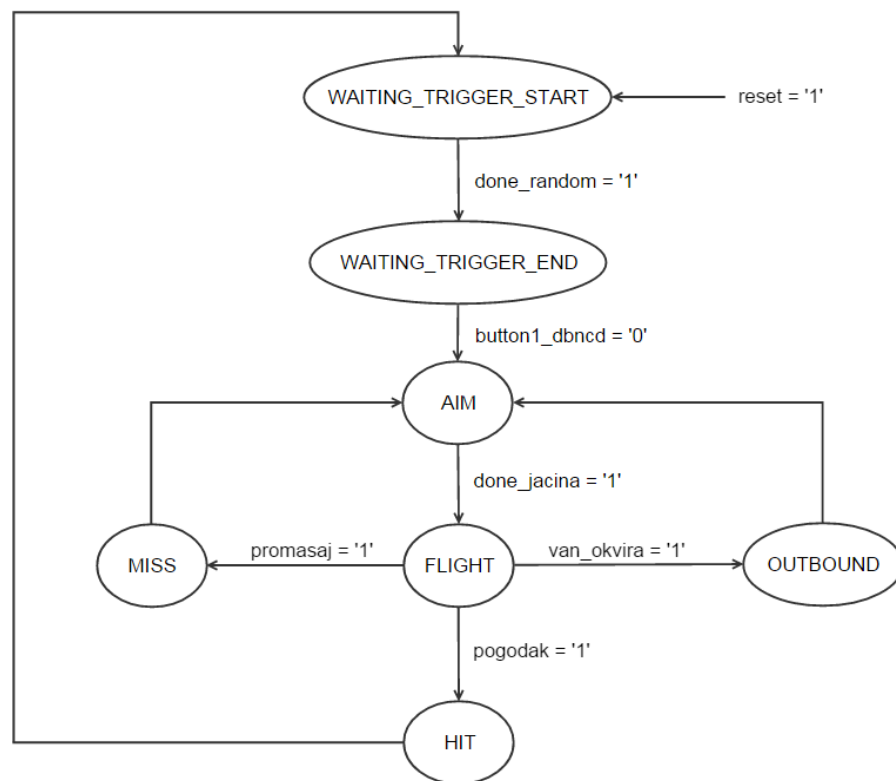 WAITING_TRIGGER_START
reset = '1'
done_random = '1'
WAITING_TRIGGER_END
button1_dbncd = '0'
AIM
done_jacina = '1'
MISS
promasaj = '1'
FLIGHT
van_okvira = '1'
OUTBOUND
pogodak = '1'
HIT